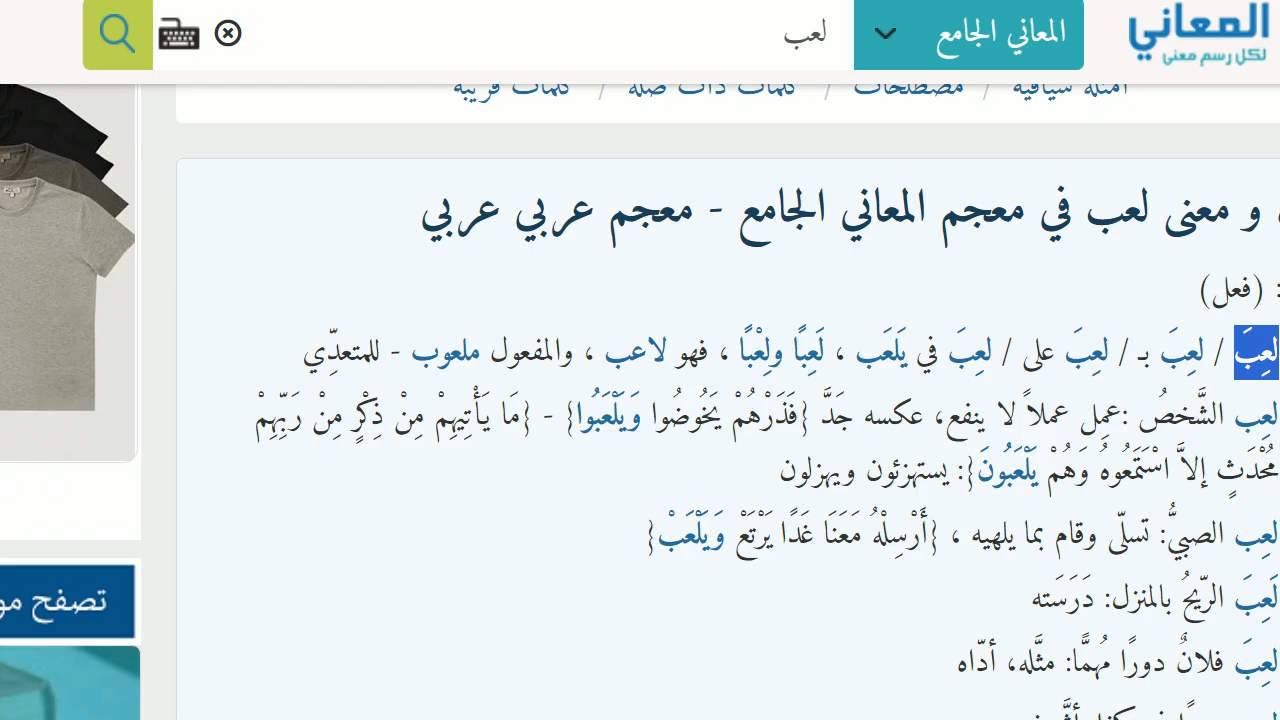 المعاني
لكل رسم معنى
المعاني الجامع
لعب
أمثلة سياقية / مصطلحات / كلمات ذات صلة / كلمات قريبة
و معنى لعب في معجم المعاني الجامع - معجم عربي عربي
: (فعل)
لعِبَ / لعِبَ بـ / لعِبَ على / لعِبَ في يَلعَب ، لَعِبًا ولِعْبًا ، فهو لاعب ، والمفعول ملعوب - للمتعدِّي
لعِب الشَّخصُ :عمِل عملاً لا ينفع، عكسه جَدَّ {فَذَرْهُمْ يَخُوضُوا وَيَلْعَبُوا} - {مَا يَأْتِيهِمْ مِنْ ذِكْرٍ مِنْ رَبِّهِمْ
مُحْدَثٍ إلاَّ اسْتَمَعُوهُ وَهُمْ يَلْعَبُونَ}: يستهزئون ويهزلون
لعِب الصبيُّ: تسلّى وقام بما يلهيه ، {أَرْسِلْهُ مَعَنَا غَدًا يَرْتَعْ وَيَلْعَبْ}
لَعِبَ الرّيحُ بالمنزل: دَرَسَته
لعِبَ فلانٌ دورًا مُهمًّا: مثَّله، أدّاه
تصفح مو